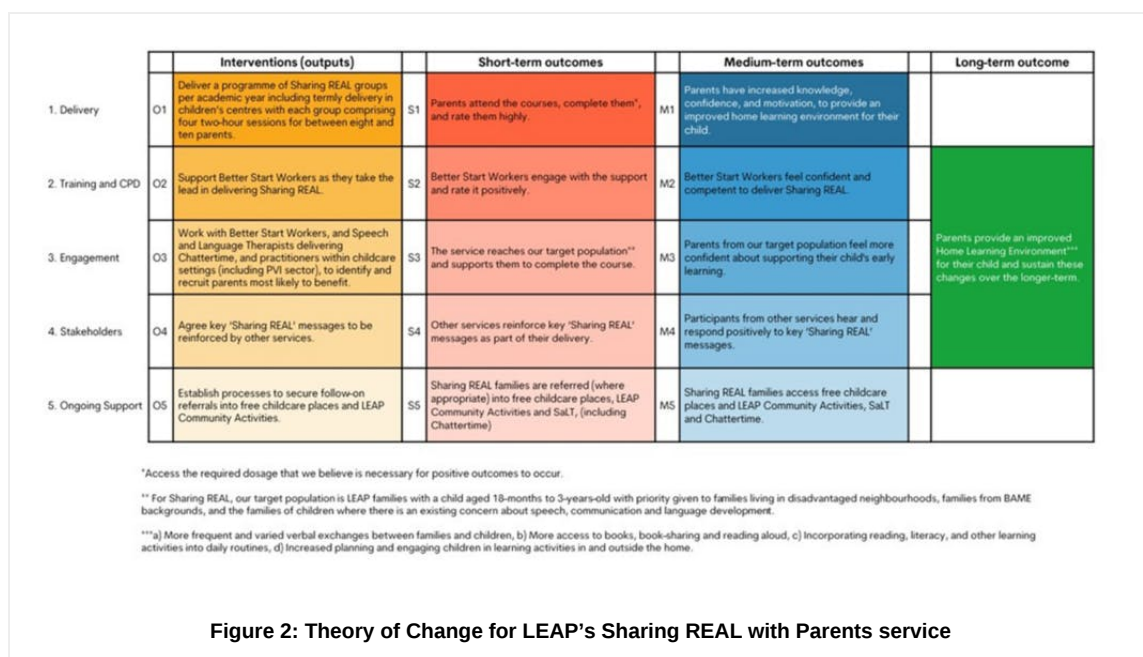 Interventions (outputs) Short-term outcomes Medium-term outcomes Long-term outcome
1. Delivery
O1
Deliver a programme of Sharing REAL groups
per academic year including termly delivery in
children's centres with each group comprising
four two-hour sessions for between eight and
ten parents.
S1
Parents attend the courses, complete them*,
and rate them highly.
M1
Parents have increased knowledge,
confidence, and motivation, to provide an
improved home learning environment for their
child.
2. Training and CPD
O2
Support Better Start Workers as they take the
lead in delivering Sharing REAL.
S2
Better Start Workers engage with the support
and rate it positively.
M2
Better Start Workers feel confident and
competent to deliver Sharing REAL.
3. Engagement
O3
Work with Better Start Workers, and Speech
and Language Therapists delivering
Chattertime, and practitioners within childcare
settings (including PVI sector), to identify and
recruit parents most likely to benefit.
S3
The service reaches our target population**
and supports them to complete the course.
M3
Parents from our target population feel more
confident about supporting their child's early
learning.
Parents provide an improved
Home Learning Environment***
for their child and sustain these
changes over the longer-term.
4. Stakeholders
O4
Agree key 'Sharing REAL' messages to be
reinforced by other services.
S4
Other services reinforce key 'Sharing REAL'
messages as part of their delivery.
M4
Participants from other services hear and
respond positively to key 'Sharing REAL'
messages.
5. Ongoing Support
O5
Establish processes to secure follow-on
referrals into free childcare places and LEAP
Community Activities.
S5
Sharing REAL families are referred (where
appropriate) into free childcare places, LEAP
Community Activities and SaLT, (including
Chattertime)
M5
Sharing REAL families access free childcare
places and LEAP Community Activities, SaLT
and Chattertime.
*Access the required dosage that we believe is necessary for positive outcomes to occur.
** For Sharing REAL, our target population is LEAP families with a child aged 18-months to 3-years-old with priority given to families living in disadvantaged neighbourhoods, families from BAME
backgrounds, and the families of children where there is an existing concern about speech, communication and language development.
***a) More frequent and varied verbal exchanges between families and children, b) More access to books, book-sharing and reading aloud, c) Incorporating reading, literacy, and other learning
activities into daily routines, d) Increased planning and engaging children in learning activities in and outside the home.
Figure 2: Theory of Change for LEAP's Sharing REAL with Parents service